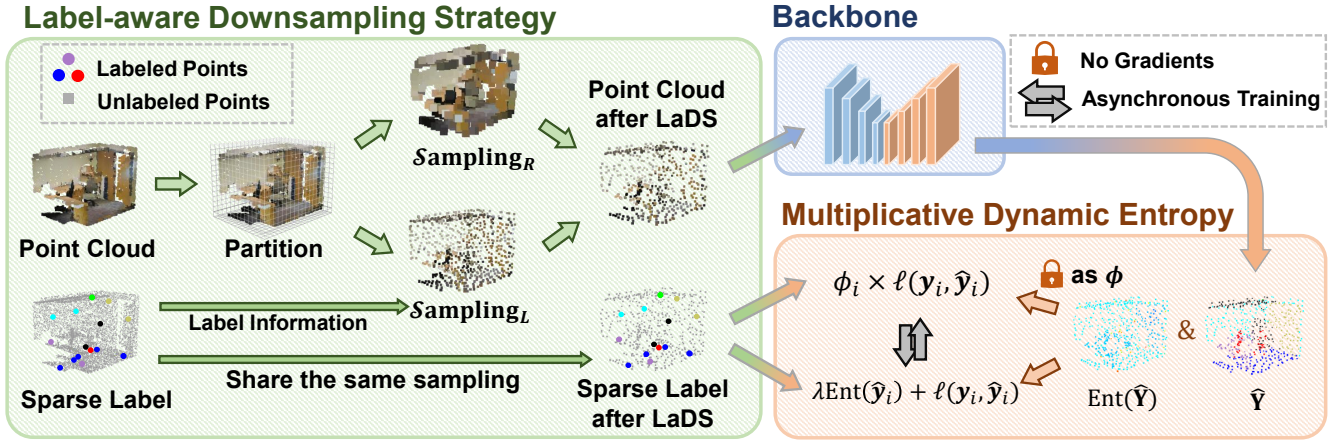 Label-aware Downsampling Strategy
Labeled Points
Unlabeled Points
Point Cloud
Partition
𝒮ampling_R
𝒮ampling_L
Point Cloud
after LaDS
Label Information
Share the same sampling
Sparse Label
Sparse Label
after LaDS
Backbone
No Gradients
Asynchronous Training
Multiplicative Dynamic Entropy
ϕ_i × ℓ(𝒚_i, ŷ_i)
as ϕ
λEnt(ŷ_i) + ℓ(𝒚_i, ŷ_i)
&
Ent(Ŷ)
Ŷ